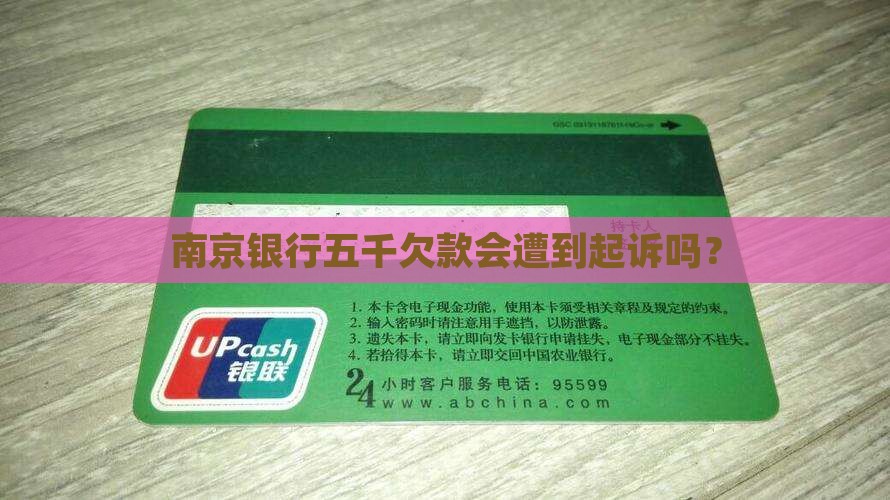 持卡人
南京银行五千欠款会遭到起诉吗？
1. 本卡含电子现金功能，使用本卡须受相关章程及规定的约束。
2. 输入密码时请注意用手遮挡，以防泄露。
3. 遗失本卡，请立即向发卡银行申请挂失，电子现金部分不挂失。
4. 若拾得本卡，请立即交回中国农业银行。
UPcash
银联
24小时客户服务电话：95599
www.abchina.com